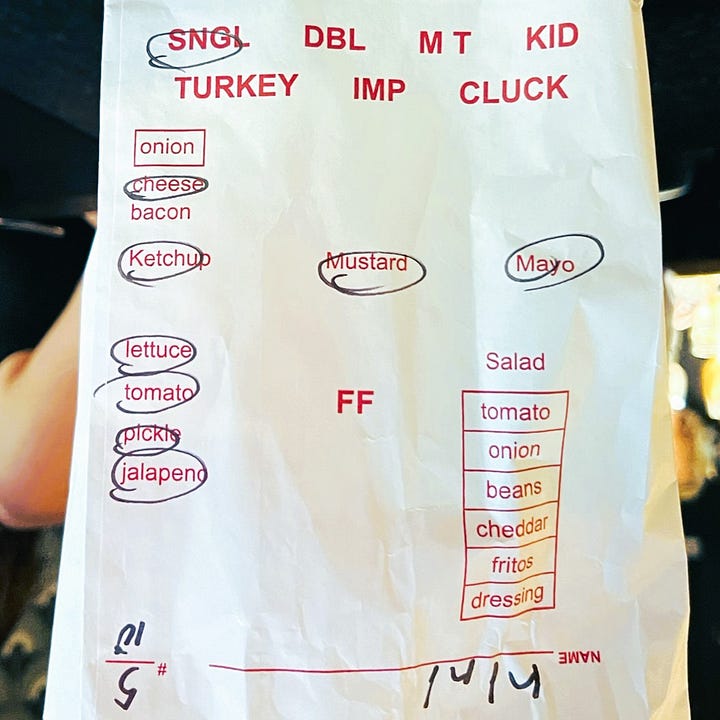 SNGL DBL M T KID
TURKEY IMP CLUCK
onion
cheese
bacon
Ketchup Mustard Mayo
lettuce
tomato
pickle
jalapeno
FF
Salad
tomato
onion
beans
cheddar
fritos
dressing
NAME
# 5